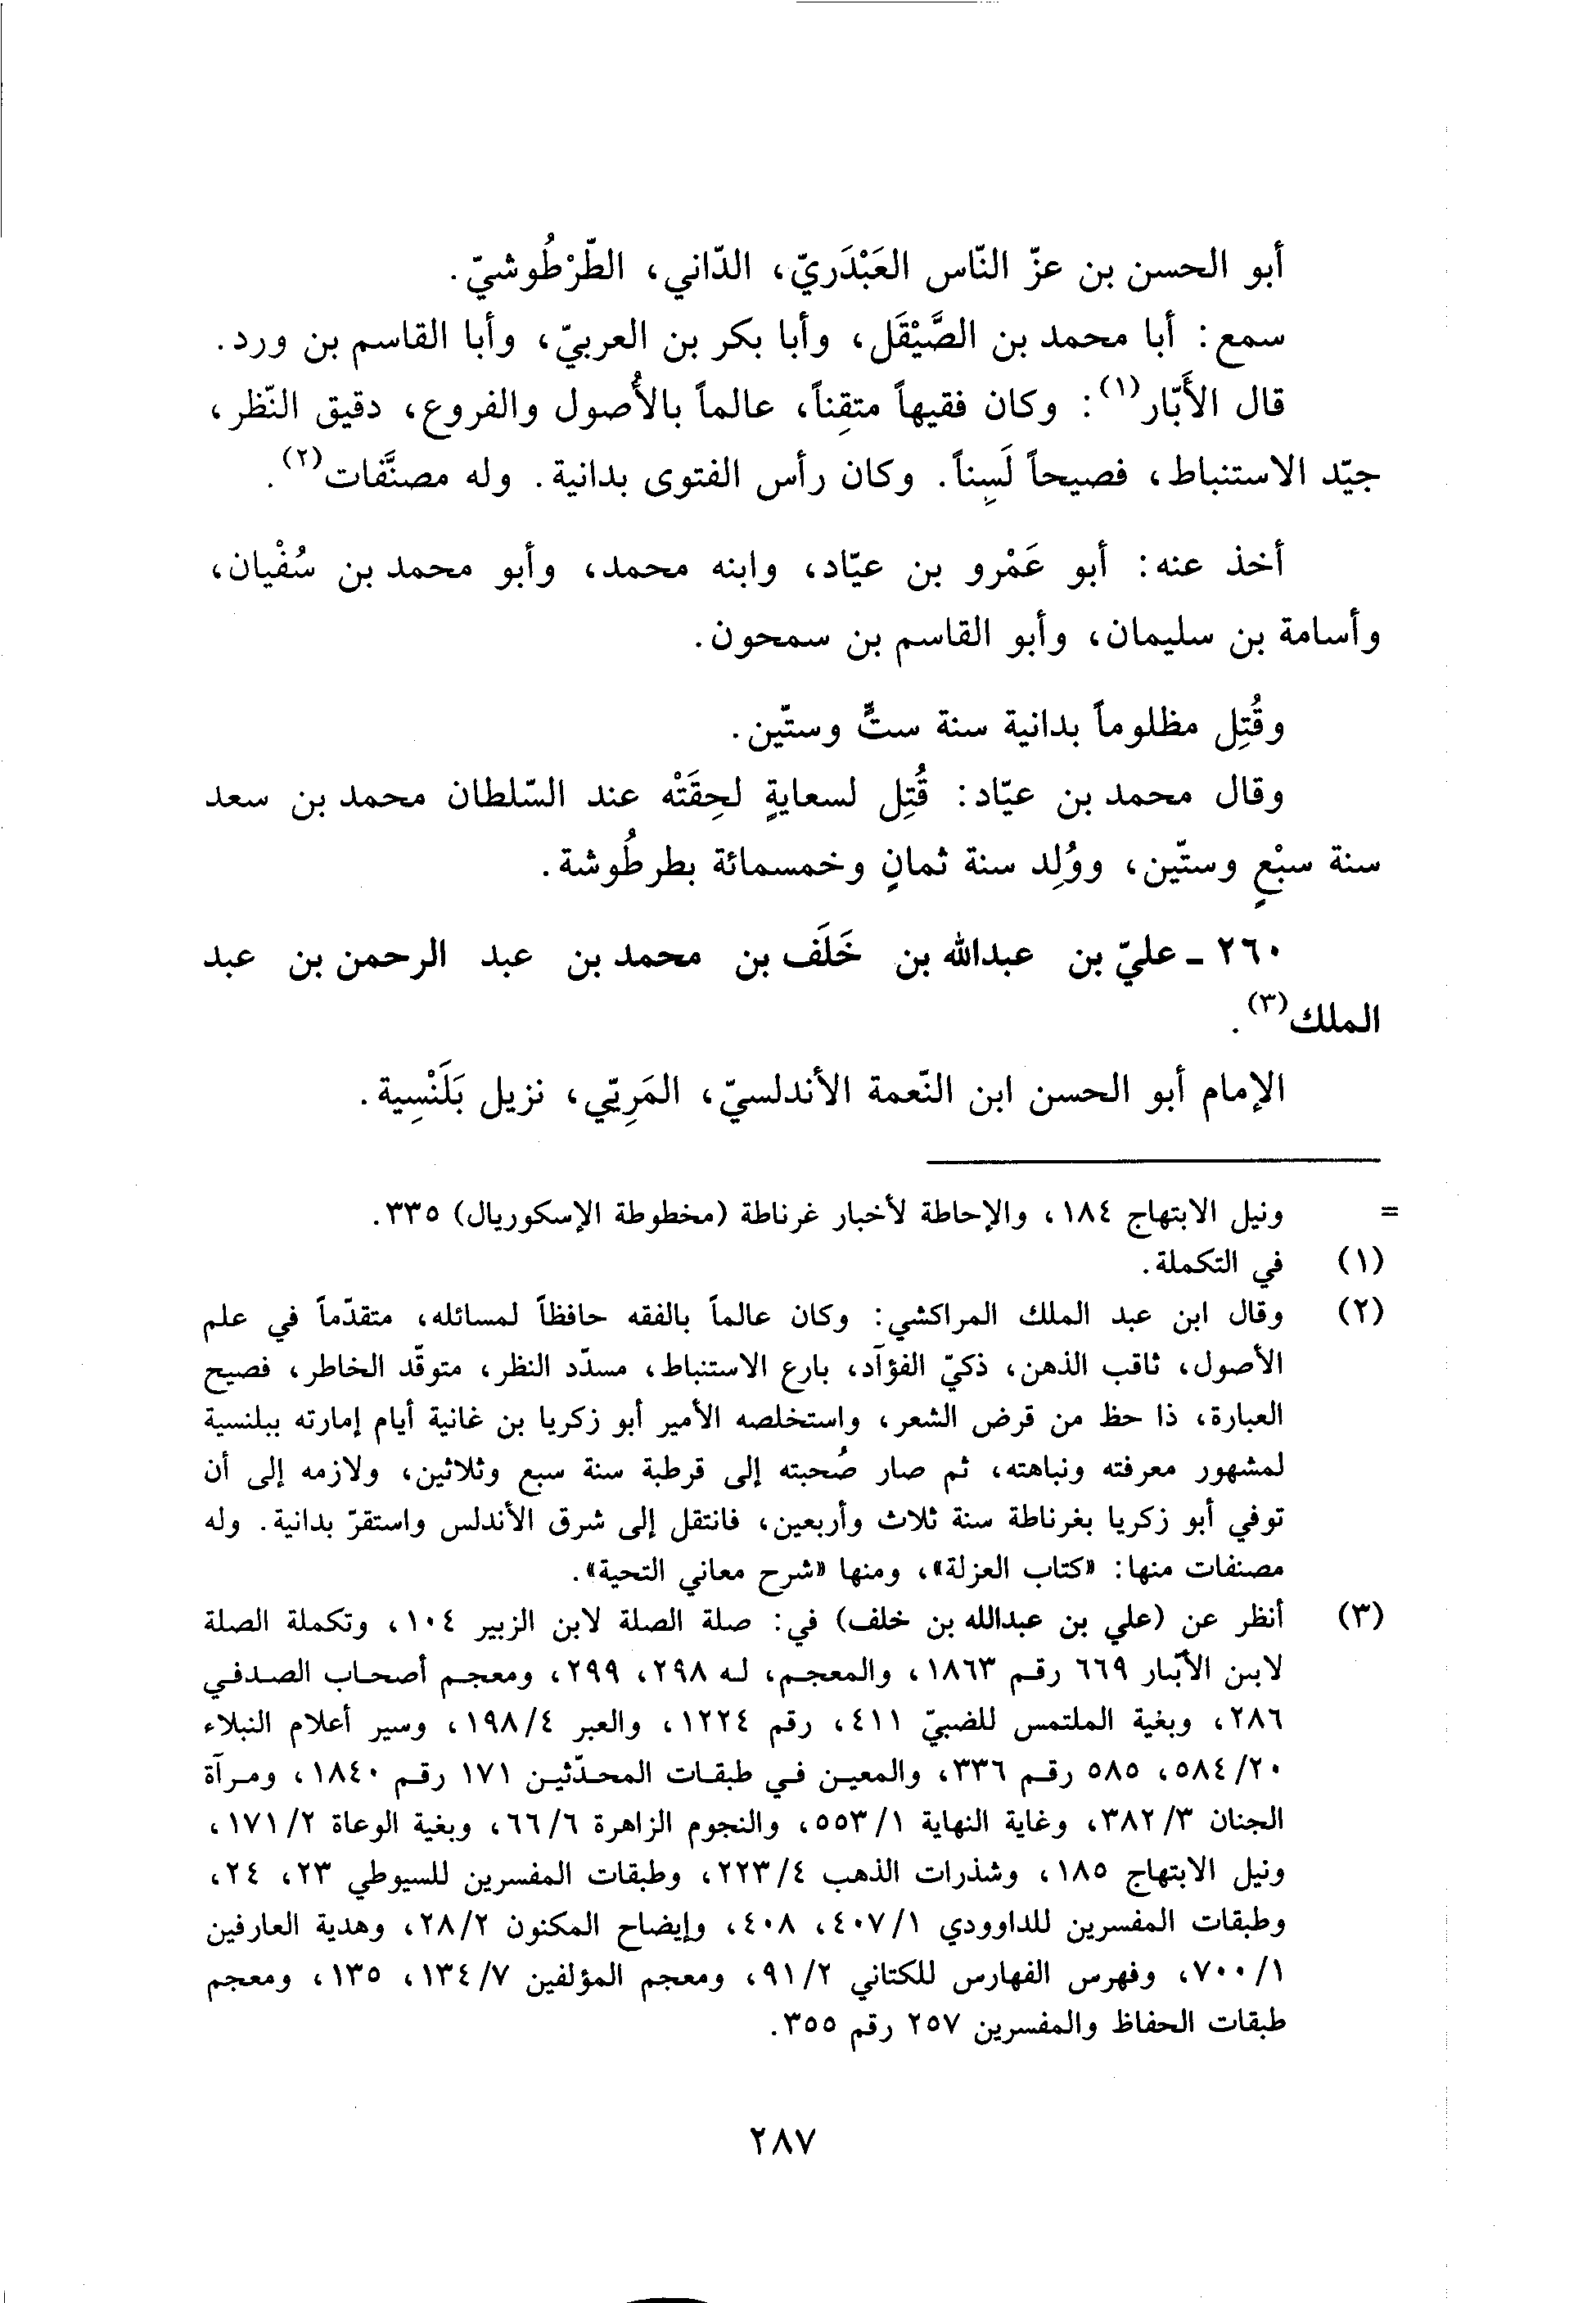 أبو الحسن بن عزّ النّاس العَبْدَريّ، الدّاني، الطّرْطُوشيّ.
سمع: أبا محمد بن الصَّيْقَل، وأبا بكر بن العربيّ، وأبا القاسم بن ورد.
قال الأَبّار(١): وكان فقيهاً متقِناً، عالماً بالأُصول والفروع، دقيق النّظر،
جيّد الاستنباط، فصيحاً لَسِناً. وكان رأس الفتوى بدانية. وله مصنَّفات(٢).
أخذ عنه: أبو عَمْرو بن عيّاد، وابنه محمد، وأبو محمد بن سُفْيان،
وأسامة بن سليمان، وأبو القاسم بن سمحون.
وقُتِل مظلوماً بدانية سنة ستٍّ وستّين.
وقال محمد بن عيّاد: قُتِل لسعايةٍ لحِقَتْه عند السّلطان محمد بن سعد
سنة سبْعٍ وستّين، ووُلِد سنة ثمانٍ وخمسمائة بطرطُوشة.
٢٦٠ - عليّ بن عبدالله بن خَلَف بن محمد بن عبد الرحمن بن عبد
الملك(٣).
الإمام أبو الحسن ابن النّعمة الأندلسيّ، المَرِيّي، نزيل بَلَنْسِية.
= ونيل الابتهاج ١٨٤، والإحاطة لأخبار غرناطة (مخطوطة الإسكوريال) ٣٣٥.
(١) في التكملة.
(٢) وقال ابن عبد الملك المراكشي: وكان عالماً بالفقه حافظاً لمسائله، متقدّماً في علم
الأصول، ثاقب الذهن، ذكيّ الفؤآد، بارع الاستنباط، مسدّد النظر، متوقّد الخاطر، فصيح
العبارة، ذا حظ من قرض الشعر، واستخلصه الأمير أبو زكريا بن غانية أيام إمارته ببلنسية
لمشهور معرفته ونباهته، ثم صار صُحبته إلى قرطبة سنة سبع وثلاثين، ولازمه إلى أن
توفي أبو زكريا بغرناطة سنة ثلاث وأربعين، فانتقل إلى شرق الأندلس واستقرّ بدانية. وله
مصنفات منها: «كتاب العزلة»، ومنها «شرح معاني التحية».
(٣) أنظر عن (علي بن عبدالله بن خلف) في: صلة الصلة لابن الزبير ١٠٤، وتكملة الصلة
لابن الأبّار ٦٦٩ رقم ١٨٦٣، والمعجم، له ٢٩٨، ٢٩٩، ومعجم أصحاب الصدفي
٢٨٦، وبغية الملتمس للضبيّ ٤١١، رقم ١٢٢٤، والعبر ١٩٨/٤، وسير أعلام النبلاء
٥٨٤/٢٠، ٥٨٥ رقم ٣٣٦، والمعين في طبقات المحدّثين ١٧١ رقم ١٨٤٠، ومرآة
الجنان ٣٨٢/٣، وغاية النهاية ٥٥٣/١، والنجوم الزاهرة ٦٦/٦، وبغية الوعاة ١٧١/٢،
ونيل الابتهاج ١٨٥، وشذرات الذهب ٢٢٣/٤، وطبقات المفسرين للسيوطي ٢٣، ٢٤،
وطبقات المفسرين للداوودي ٤٠٧/١، ٤٠٨، وإيضاح المكنون ٢٨/٢، وهدية العارفين
٧٠٠/١، وفهرس الفهارس للكتاني ٩١/٢، ومعجم المؤلفين ١٣٤/٧، ١٣٥، ومعجم
طبقات الحفاظ والمفسرين ٢٥٧ رقم ٣٥٥.
٢٨٧